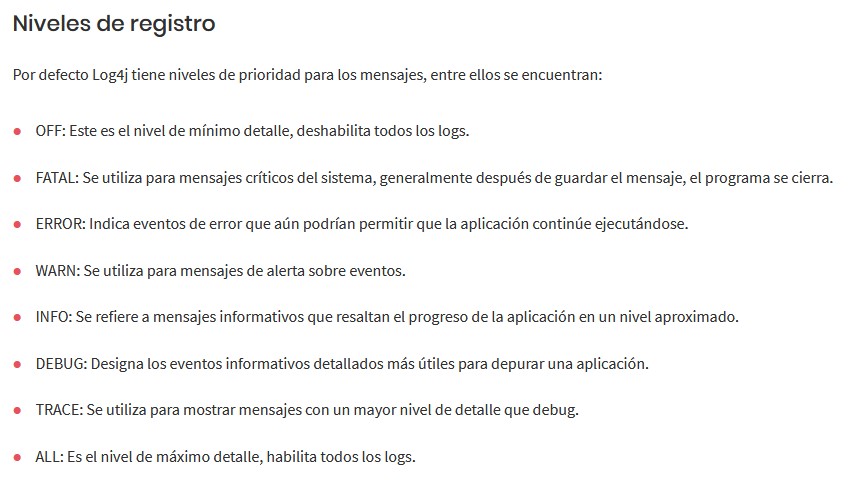 Niveles de registro
Por defecto Log4j tiene niveles de prioridad para los mensajes, entre ellos se encuentran:
OFF: Este es el nivel de mínimo detalle, deshabilita todos los logs.
FATAL: Se utiliza para mensajes críticos del sistema, generalmente después de guardar el mensaje, el programa se cierra.
ERROR: Indica eventos de error que aún podrían permitir que la aplicación continúe ejecutándose.
WARN: Se utiliza para mensajes de alerta sobre eventos.
INFO: Se refiere a mensajes informativos que resaltan el progreso de la aplicación en un nivel aproximado.
DEBUG: Designa los eventos informativos detallados más útiles para depurar una aplicación.
TRACE: Se utiliza para mostrar mensajes con un mayor nivel de detalle que debug.
ALL: Es el nivel de máximo detalle, habilita todos los logs.